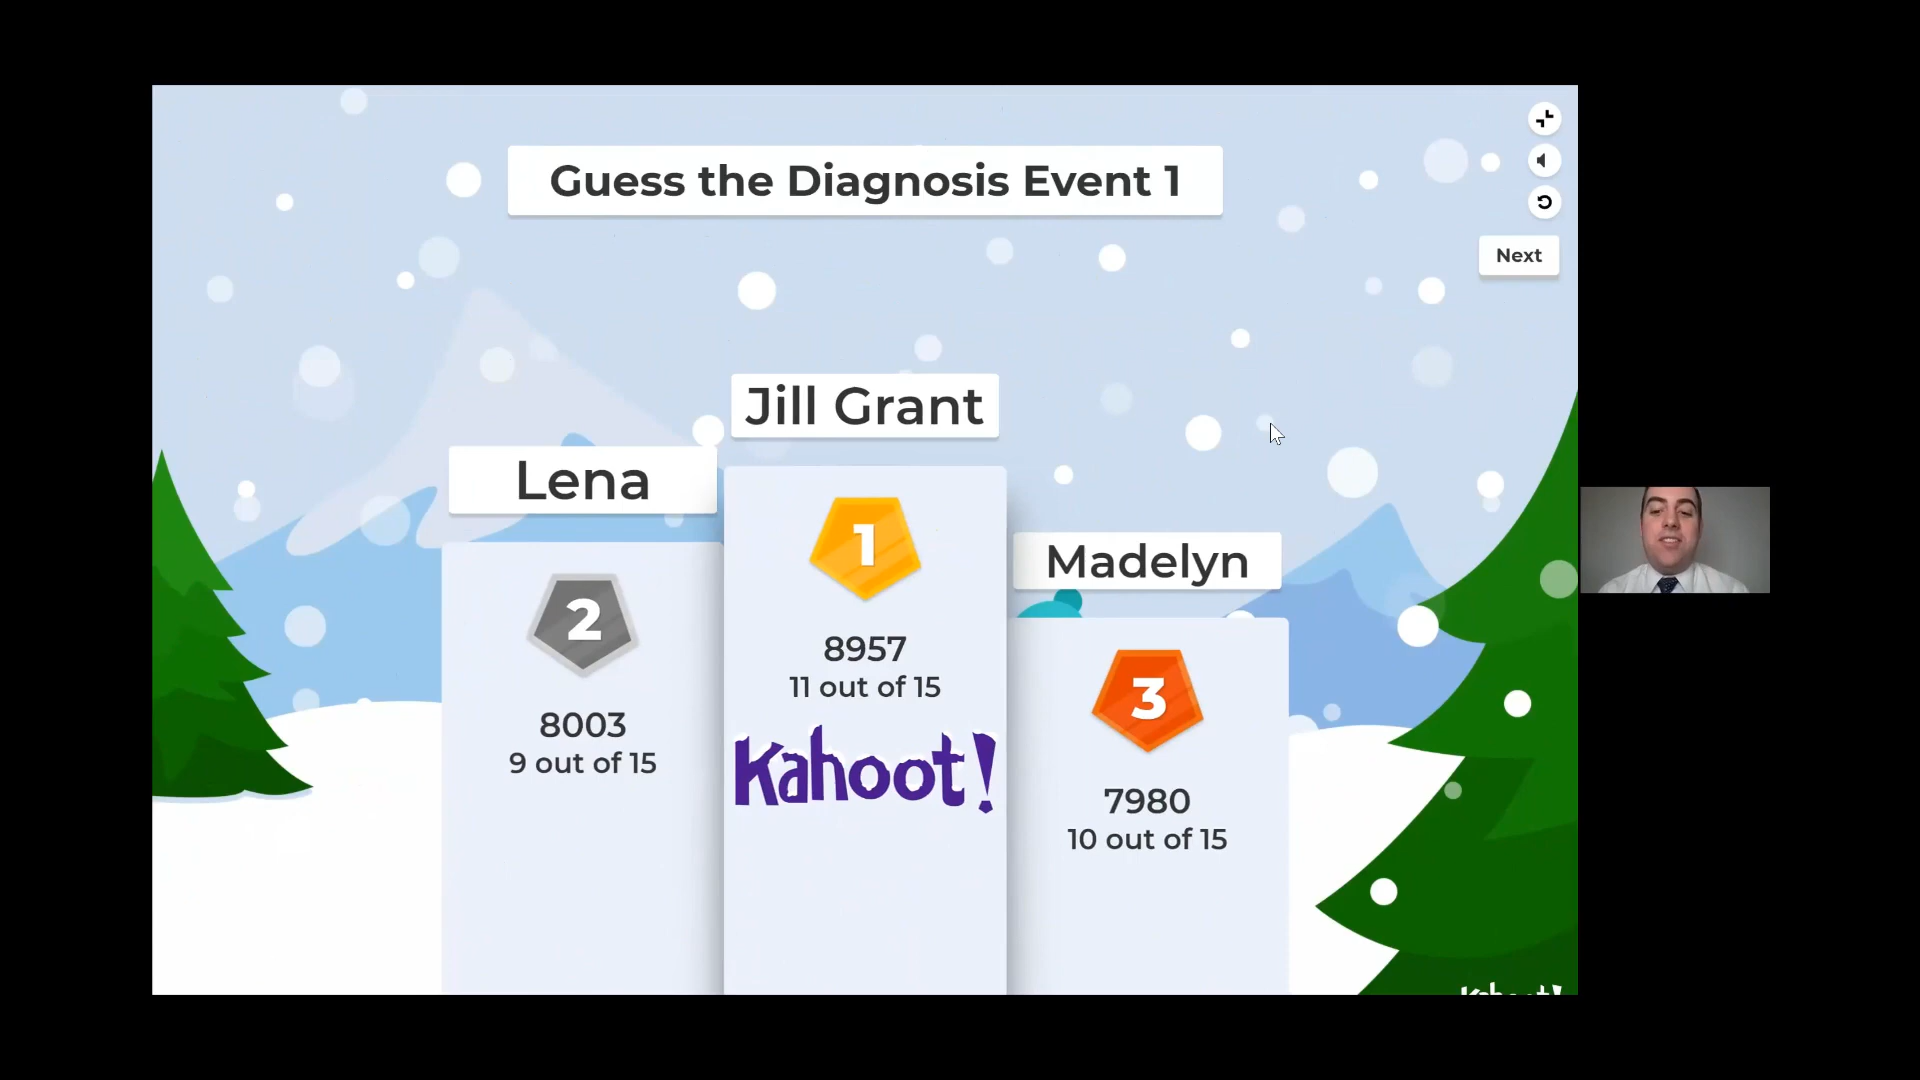 Guess the Diagnosis Event 1
Next
Jill Grant
Lena
Madelyn
1
8957
11 out of 15
Kahoot!
2
8003
9 out of 15
3
7980
10 out of 15
Kahoot!